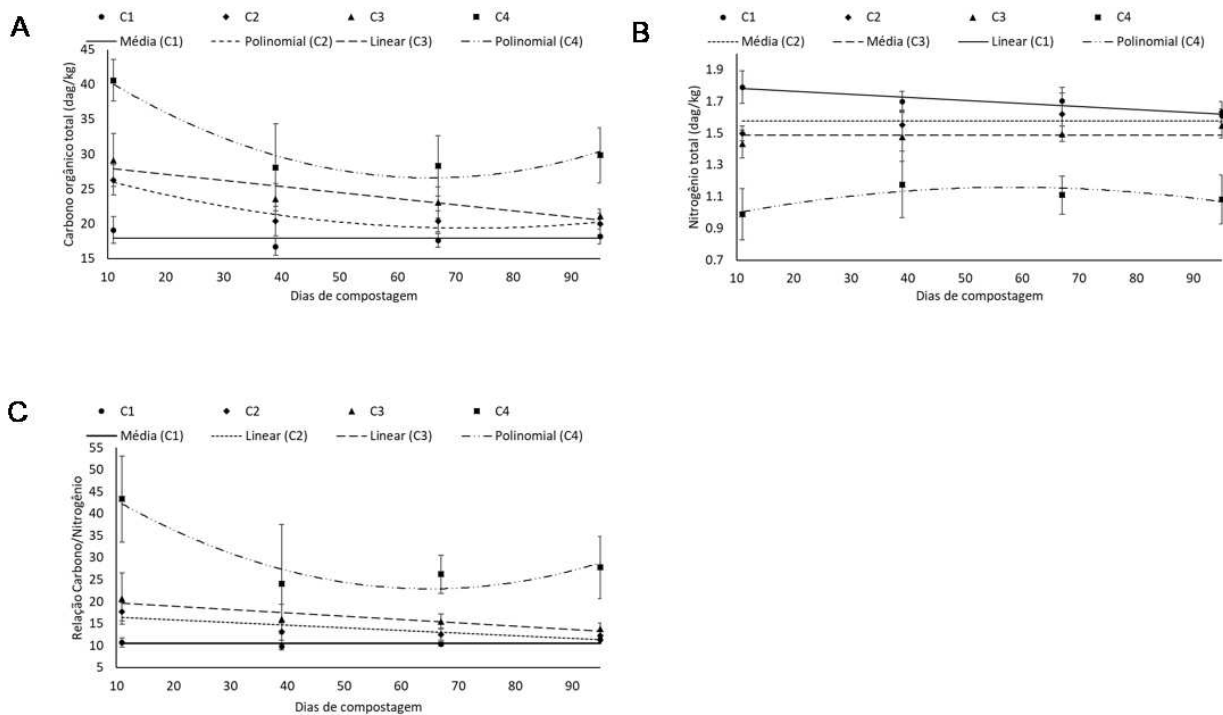 A
C1 C2 C3 C4
Média (C1) Polinomial (C2) Linear (C3) Polinomial (C4)
45
40
35
30
25
20
15
Carbono orgânico total (dag/kg)
10 20 30 40 50 60 70 80 90
Dias de compostagem
B
C1 C2 C3 C4
Média (C2) Média (C3) Linear (C1) Polinomial (C4)
1.9
1.7
1.5
1.3
1.1
0.9
0.7
Nitrogênio total (dag/kg)
10 20 30 40 50 60 70 80 90
Dias de compostagem
C
C1 C2 C3 C4
Média (C1) Linear (C2) Linear (C3) Polinomial (C4)
55
50
45
40
35
30
25
20
15
10
5
Relação Carbono/Nitrogênio
10 20 30 40 50 60 70 80 90
Dias de compostagem